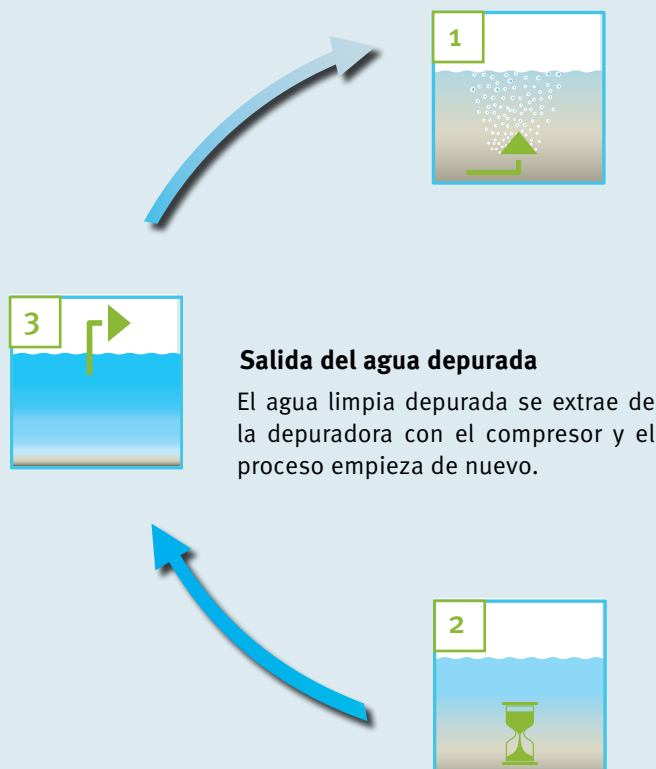 1
3
Salida del agua depurada
El agua limpia depurada se extrae de
la depuradora con el compresor y el
proceso empieza de nuevo.
2